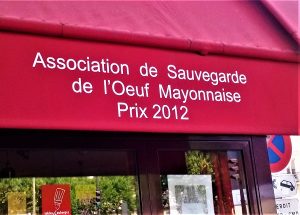 Association de Sauvegarde
de l'Oeuf Mayonnaise
Prix 2012